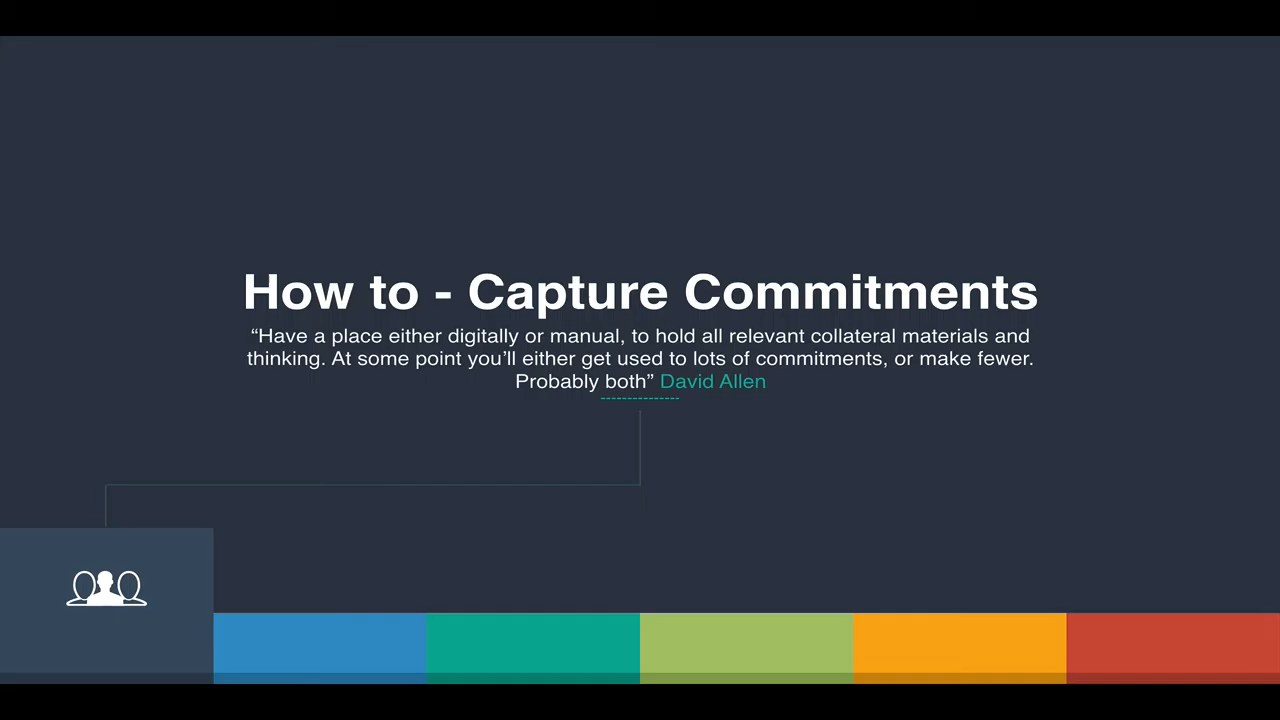 How to - Capture Commitments
“Have a place either digitally or manual, to hold all relevant collateral materials and
thinking. At some point you’ll either get used to lots of commitments, or make fewer.
Probably both” David Allen